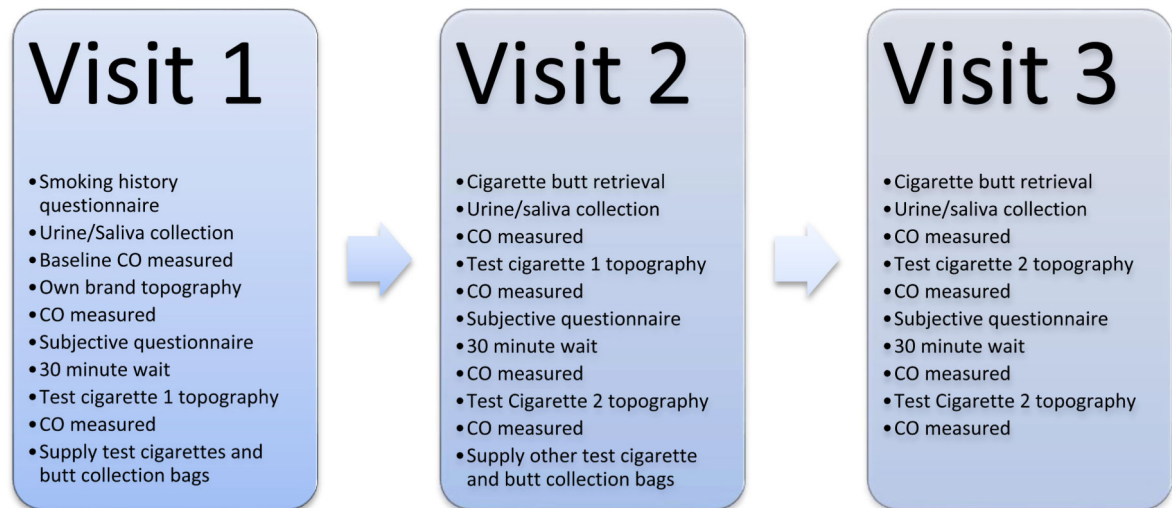 Visit 1
•Smoking history
questionnaire
•Urine/Saliva collection
•Baseline CO measured
•Own brand topography
•CO measured
•Subjective questionnaire
•30 minute wait
•Test cigarette 1 topography
•CO measured
•Supply test cigarettes and
butt collection bags
Visit 2
•Cigarette butt retrieval
•Urine/saliva collection
•CO measured
•Test cigarette 1 topography
•CO measured
•Subjective questionnaire
•30 minute wait
•CO measured
•Test Cigarette 2 topography
•CO measured
•Supply other test cigarette
and butt collection bags
Visit 3
•Cigarette butt retrieval
•Urine/saliva collection
•CO measured
•Test cigarette 2 topography
•CO measured
•Subjective questionnaire
•30 minute wait
•CO measured
•Test Cigarette 2 topography
•CO measured